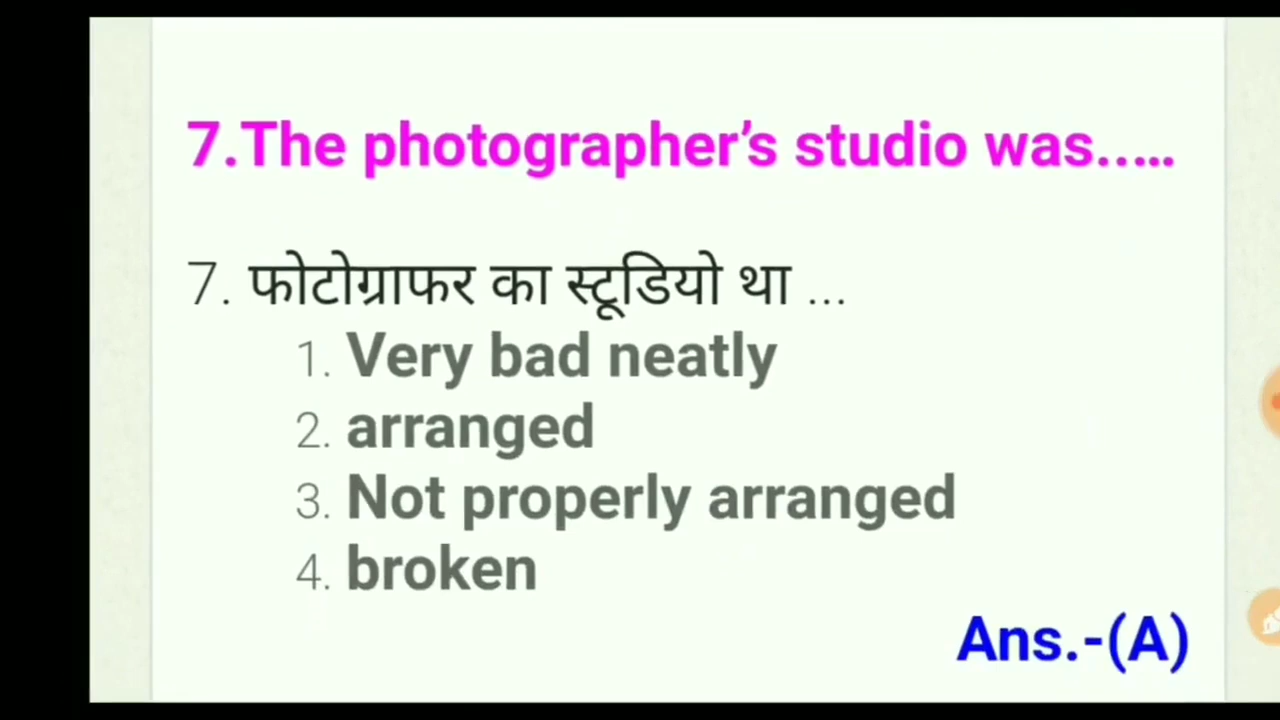 7.The photographer’s studio was.....
7. फोटोग्राफर का स्टूडियो था ...
1. Very bad neatly
2. arranged
3. Not properly arranged
4. broken
Ans.-(A)